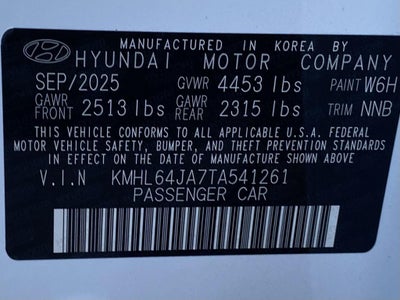 MANUFACTURED IN KOREA BY
HYUNDAI MOTOR COMPANY
SEP/2025 GVWR 4453 lbs PAINT W6H
GAWR FRONT 2513 lbs GAWR REAR 2315 lbs TRIM NNB
THIS VEHICLE CONFORMS TO ALL APPLICABLE U.S.A. FEDERAL
MOTOR VEHICLE SAFETY, BUMPER, AND THEFT PREVENTION STANDARDS
IN EFFECT ON THE DATE OF MANUFACTURE SHOWN ABOVE.
V.I.N KMHL64JA7TA541261
PASSENGER CAR